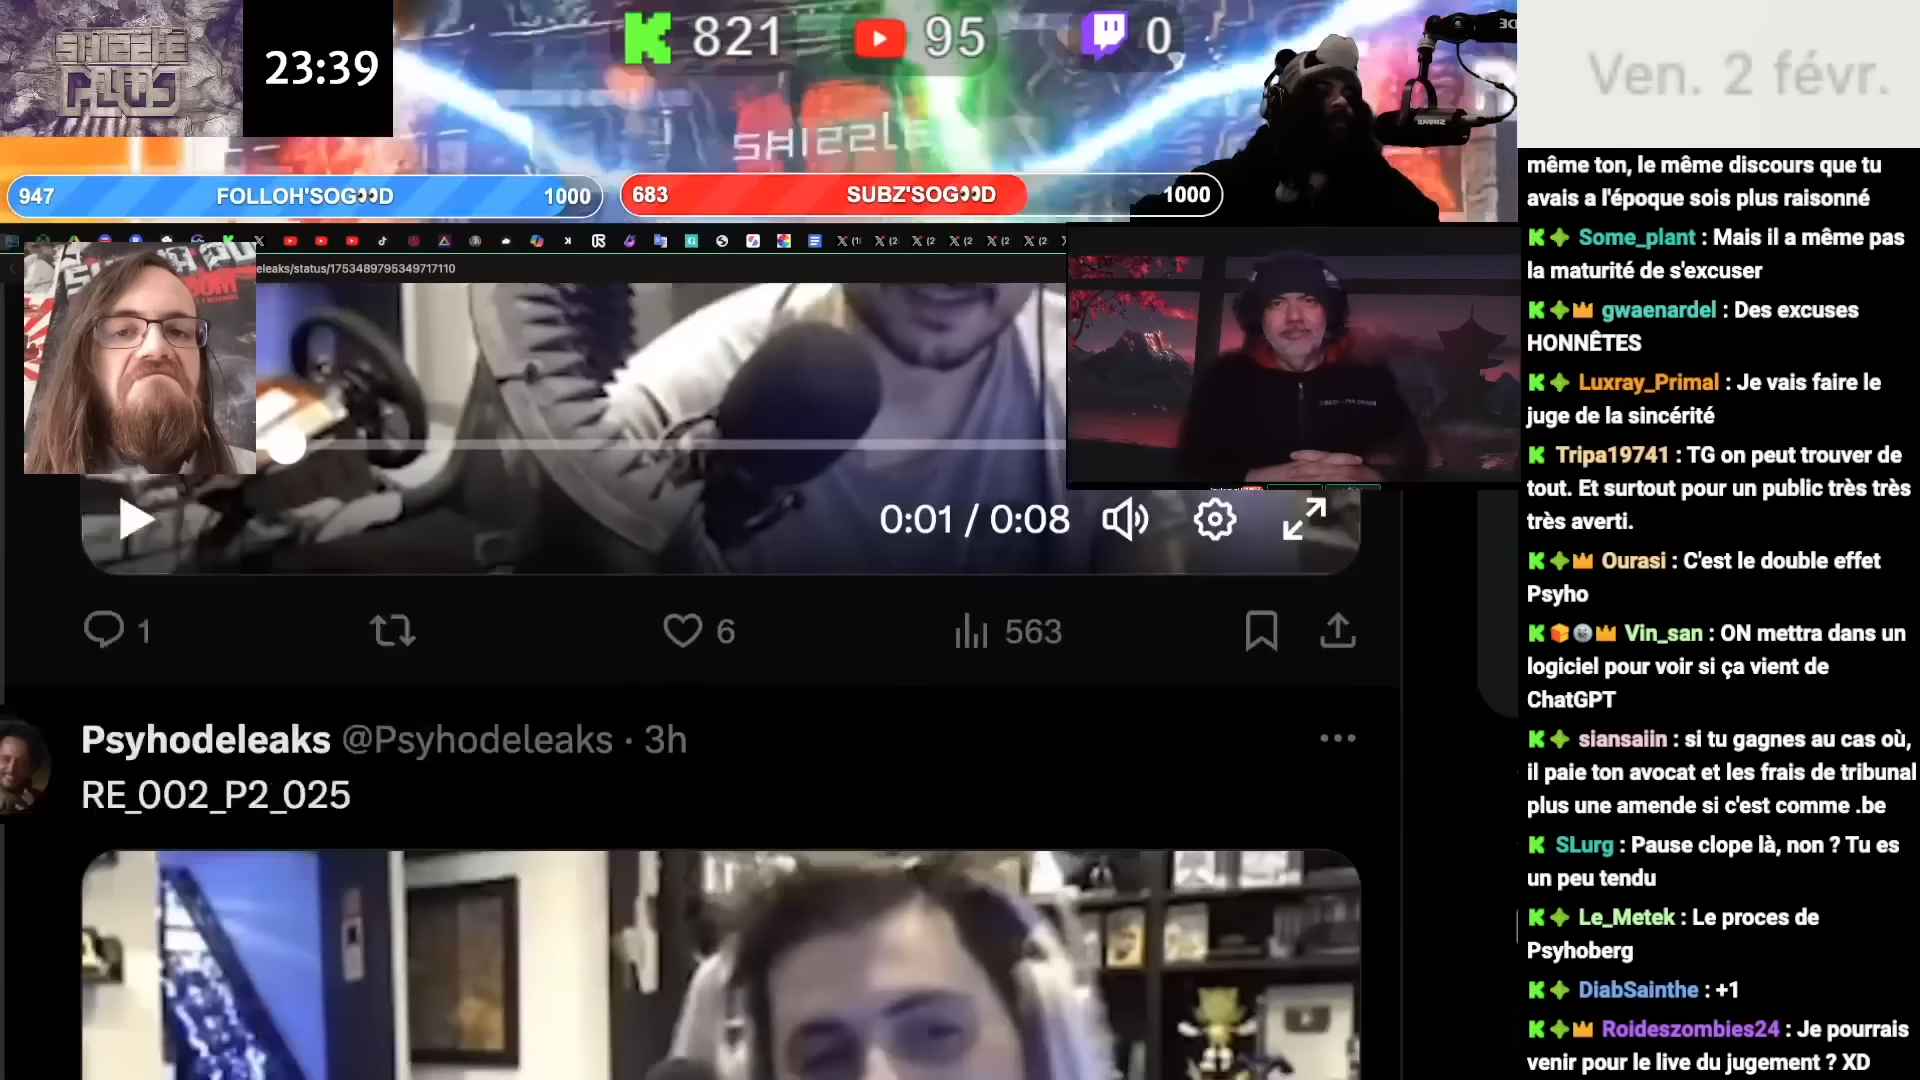 SHIZZLE
PLUS
23:39
821
95
0
SHIZZLE
Ven. 2 févr.
947
FOLLOH'SOG👀D
1000
683
SUBZ'SOG👀D
1000
eleaks/status/1753489795349717110
0:01 / 0:08
1
6
563
Psyhodeleaks @Psyhodeleaks · 3h
RE_002_P2_025
même ton, le même discours que tu
avais a l'époque sois plus raisonné
Some_plant : Mais il a même pas
la maturité de s'excuser
gwaenardel : Des excuses
HONNÊTES
Luxray_Primal : Je vais faire le
juge de la sincérité
Tripa19741 : TG on peut trouver de
tout. Et surtout pour un public très très
très averti.
Ourasi : C'est le double effet
Psyho
Vin_san : ON mettra dans un
logiciel pour voir si ça vient de
ChatGPT
siansaiin : si tu gagnes au cas où,
il paie ton avocat et les frais de tribunal
plus une amende si c'est comme .be
SLurg : Pause clope là, non ? Tu es
un peu tendu
Le_Metek : Le proces de
Psyhoberg
DiabSainthe : +1
Roideszombies24 : Je pourrais
venir pour le live du jugement ? XD